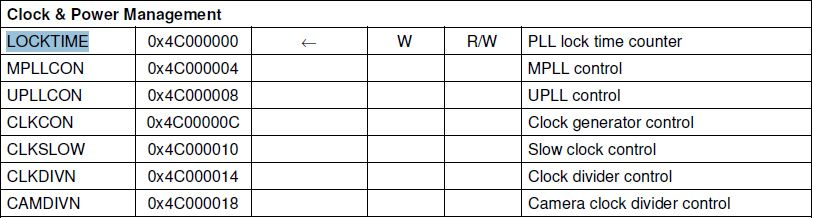 Clock & Power Management
LOCKTIME 0x4C000000 ← W R/W PLL lock time counter
MPLLCON 0x4C000004 MPLL control
UPLLCON 0x4C000008 UPLL control
CLKCON 0x4C00000C Clock generator control
CLKSLOW 0x4C000010 Slow clock control
CLKDIVN 0x4C000014 Clock divider control
CAMDIVN 0x4C000018 Camera clock divider control